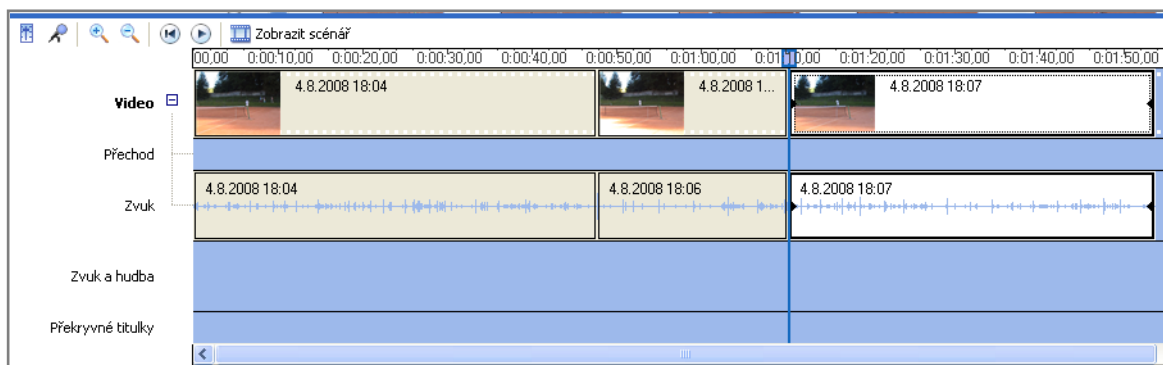 Zobrazit scénář
00,00 0:00:10,00 0:00:20,00 0:00:30,00 0:00:40,00 0:00:50,00 0:01:00,00 0:01:10,00 0:01:20,00 0:01:30,00 0:01:40,00 0:01:50,00
Video 4.8.2008 18:04 4.8.2008 1... 4.8.2008 18:07
Přechod
Zvuk 4.8.2008 18:04 4.8.2008 18:06 4.8.2008 18:07
Zvuk a hudba
Překryvné titulky